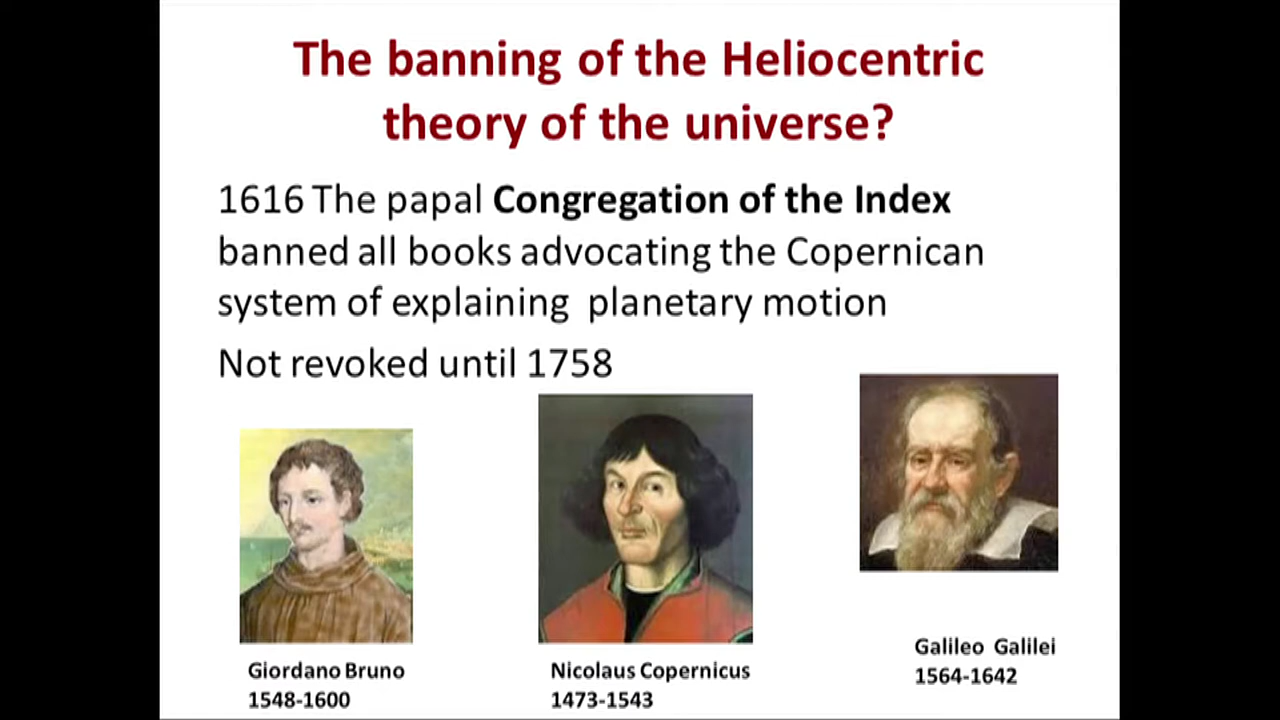 The banning of the Heliocentric
theory of the universe?
1616 The papal Congregation of the Index
banned all books advocating the Copernican
system of explaining planetary motion
Not revoked until 1758
Giordano Bruno
1548-1600
Nicolaus Copernicus
1473-1543
Galileo Galilei
1564-1642